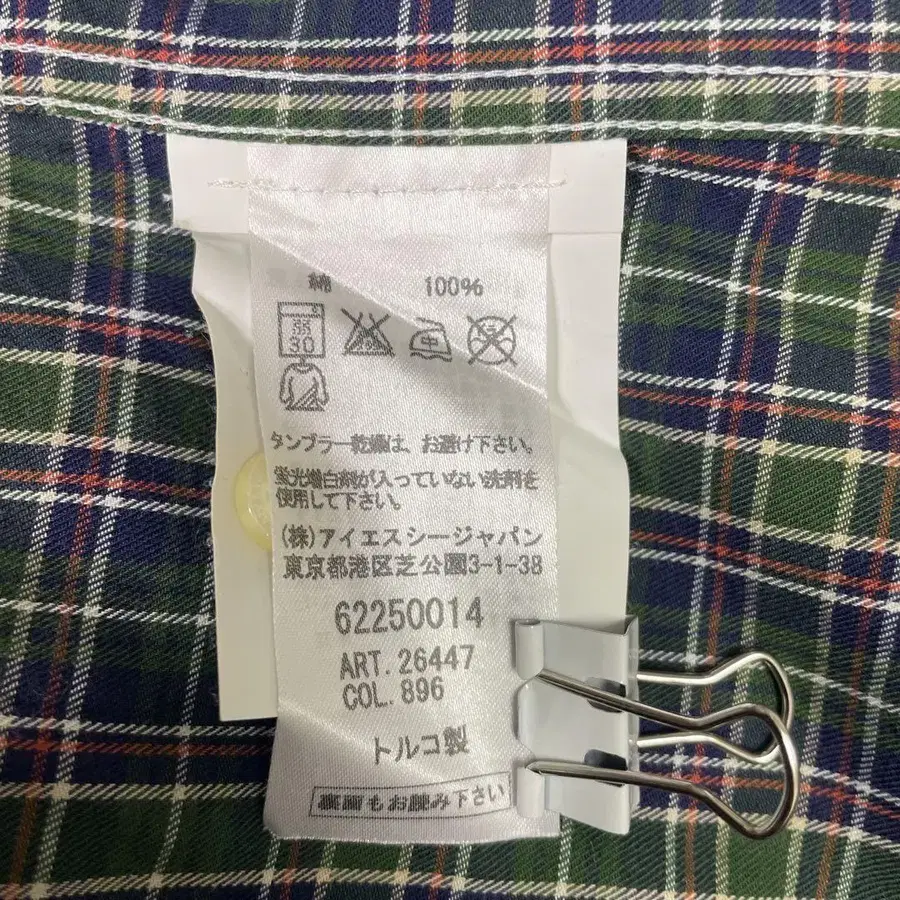 綿 100%
弱
30
中
タンブラー乾燥は、お避け下さい。
蛍光増白剤が入っていない洗剤を
使用して下さい。
(株)アイエスシージャパン
東京都港区芝公園3-1-38
62250014
ART. 26447
COL. 896
トルコ製
裏面もお読み下さい